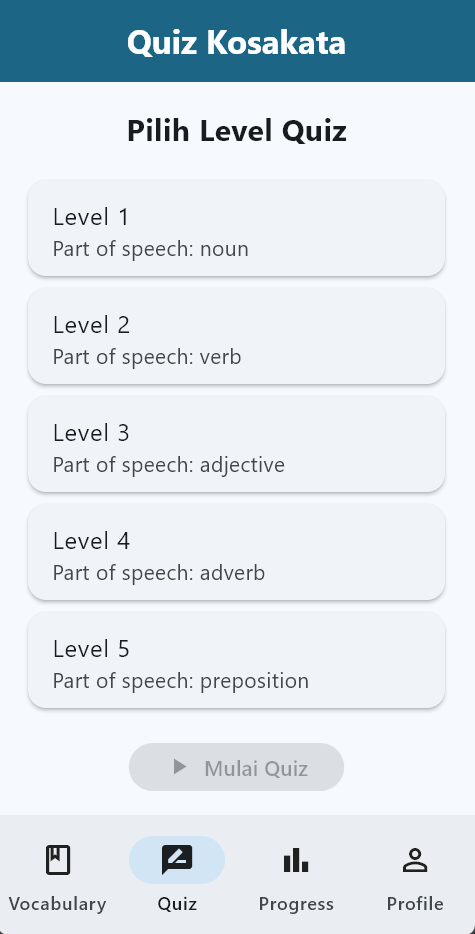 Quiz Kosakata
Pilih Level Quiz
Level 1
Part of speech: noun
Level 2
Part of speech: verb
Level 3
Part of speech: adjective
Level 4
Part of speech: adverb
Level 5
Part of speech: preposition
Mulai Quiz
Vocabulary Quiz Progress Profile